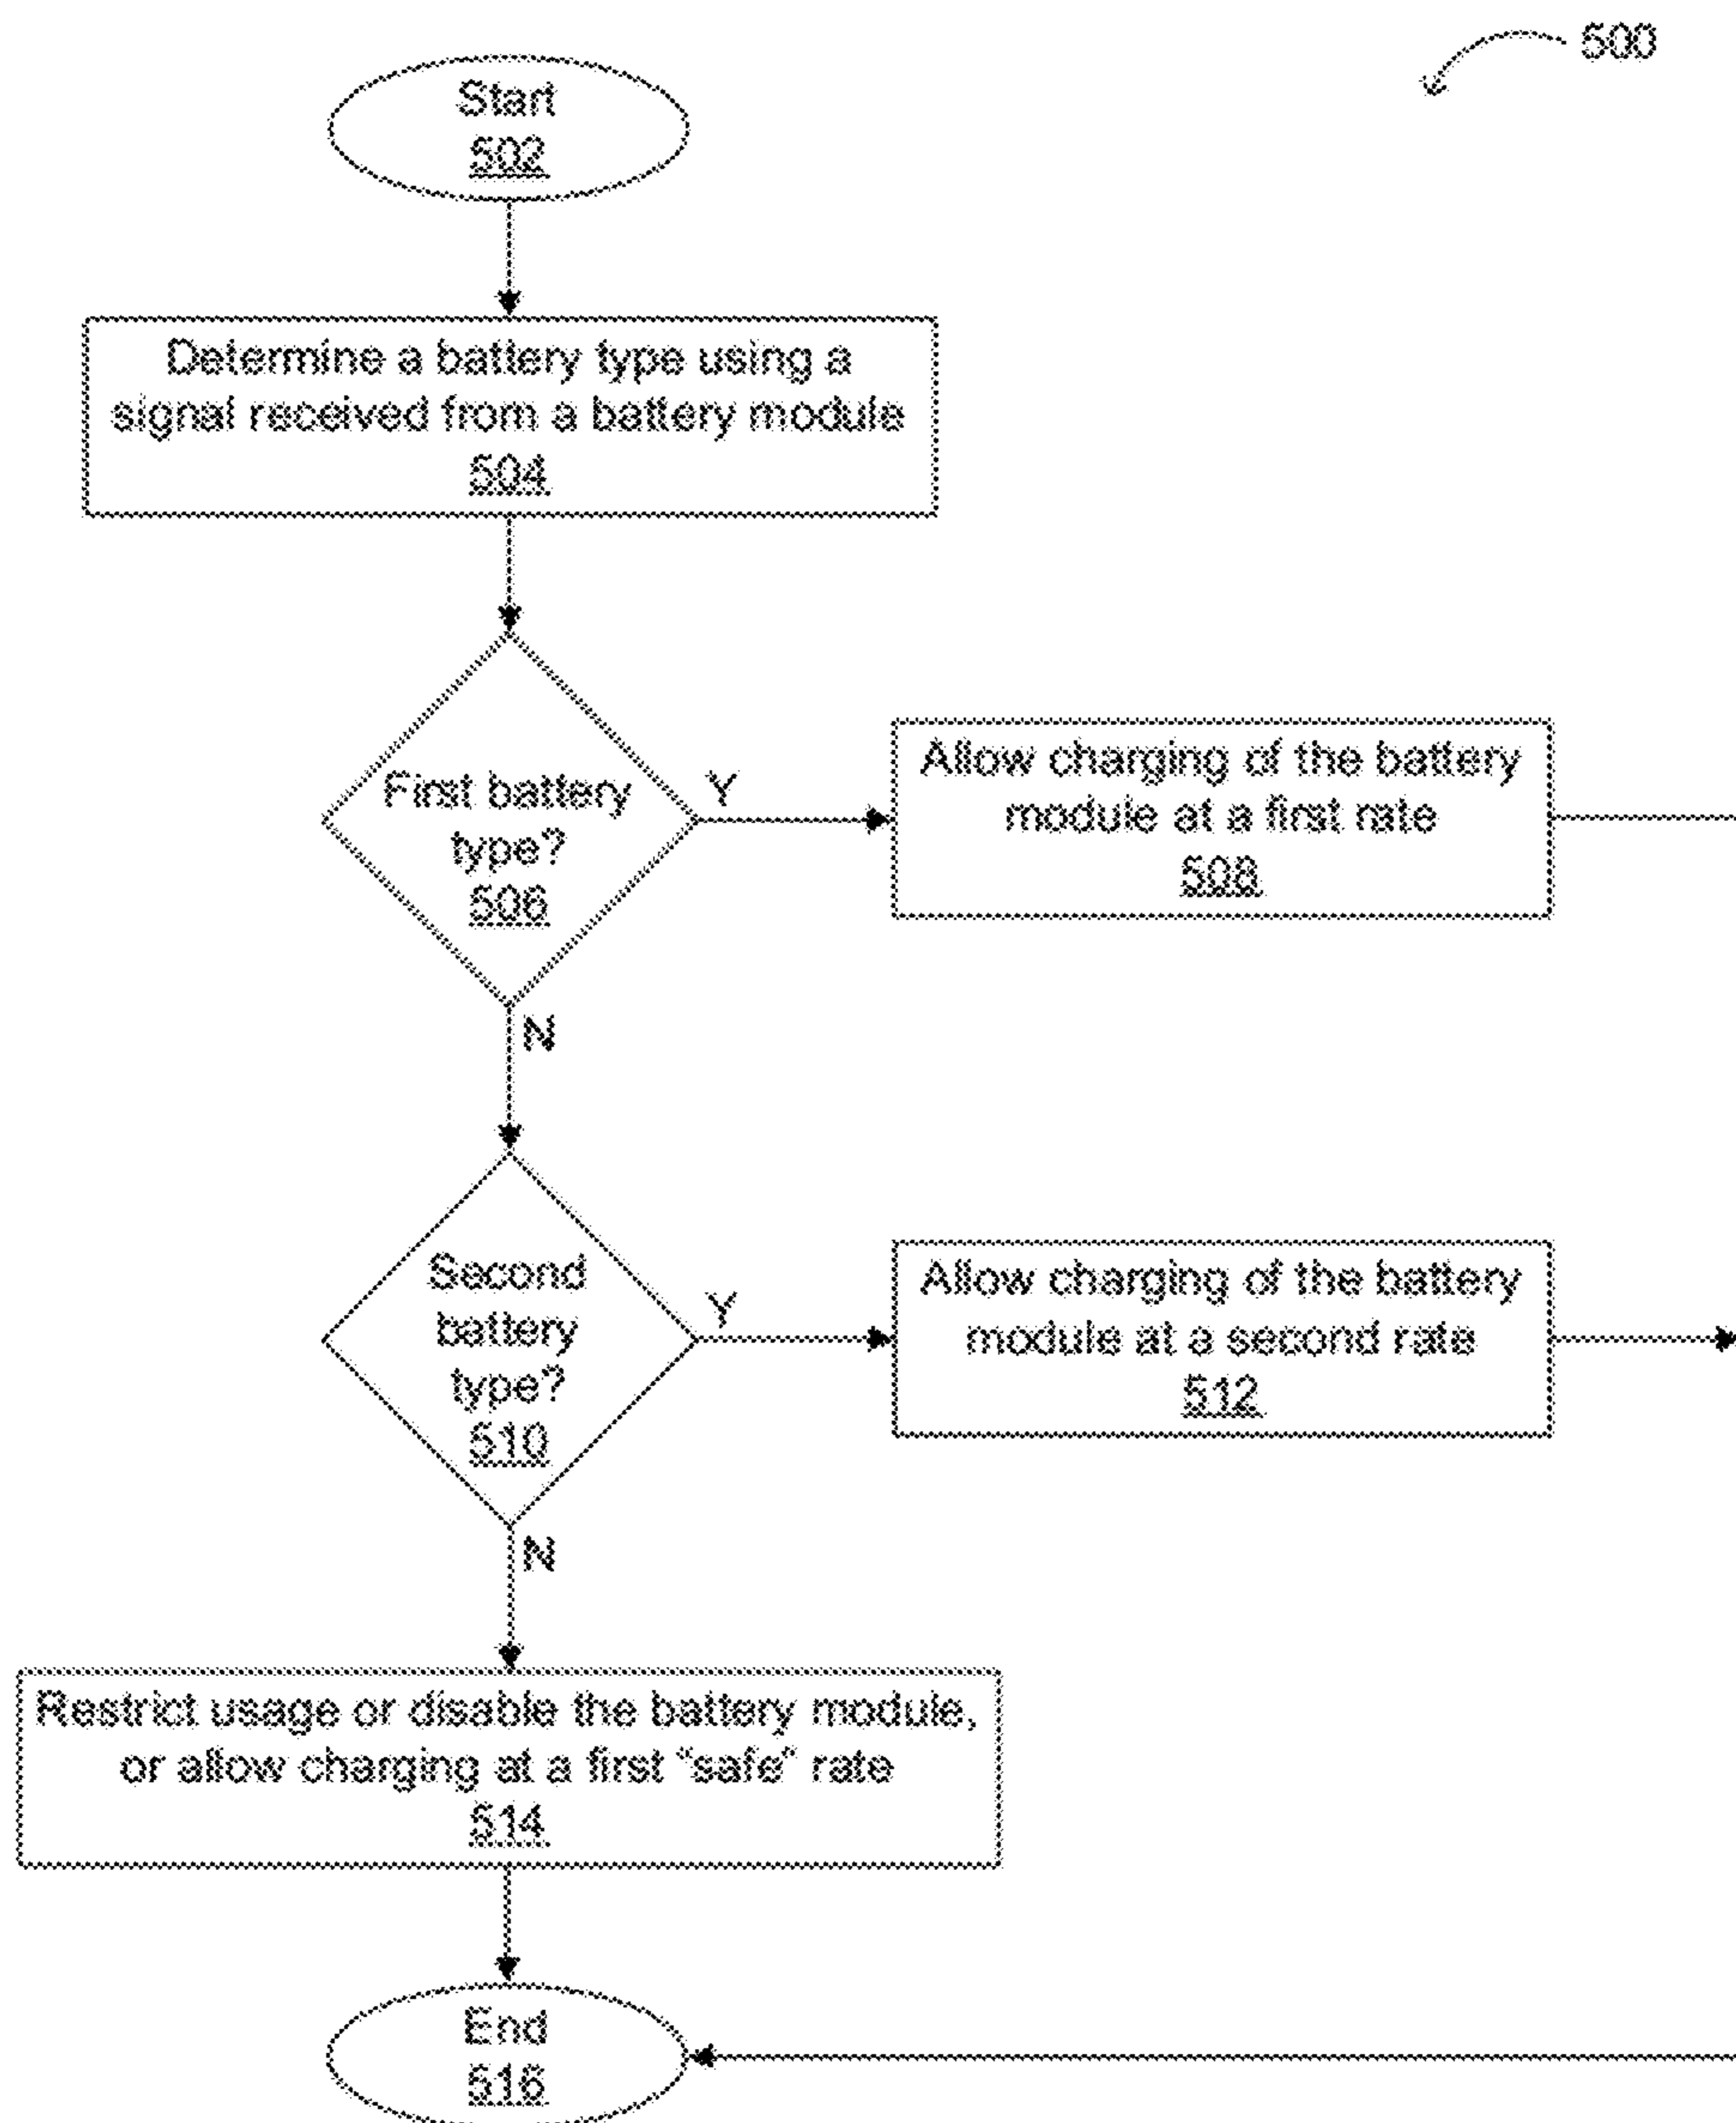 500
Start
502
Determine a battery type using a
signal received from a battery module
504
First battery
type?
506
Y
Allow charging of the battery
module at a first rate
508
N
Second
battery
type?
510
Y
Allow charging of the battery
module at a second rate
512
N
Restrict usage or disable the battery module,
or allow charging at a first "safe" rate
514
End
516